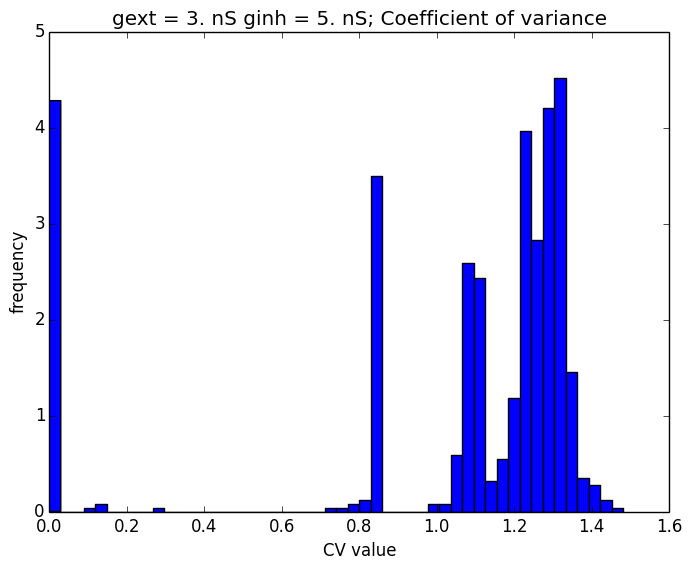 gext = 3. nS ginh = 5. nS; Coefficient of variance
5
4
3
2
1
0
frequency
0.0 0.2 0.4 0.6 0.8 1.0 1.2 1.4 1.6
CV value